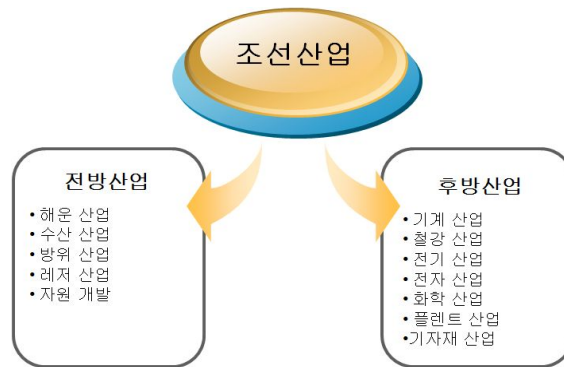 조선산업
전방산업
• 해운 산업
• 수산 산업
• 방위 산업
• 레저 산업
• 자원 개발
후방산업
• 기계 산업
• 철강 산업
• 전기 산업
• 전자 산업
• 화학 산업
• 플렌트 산업
•기자재 산업